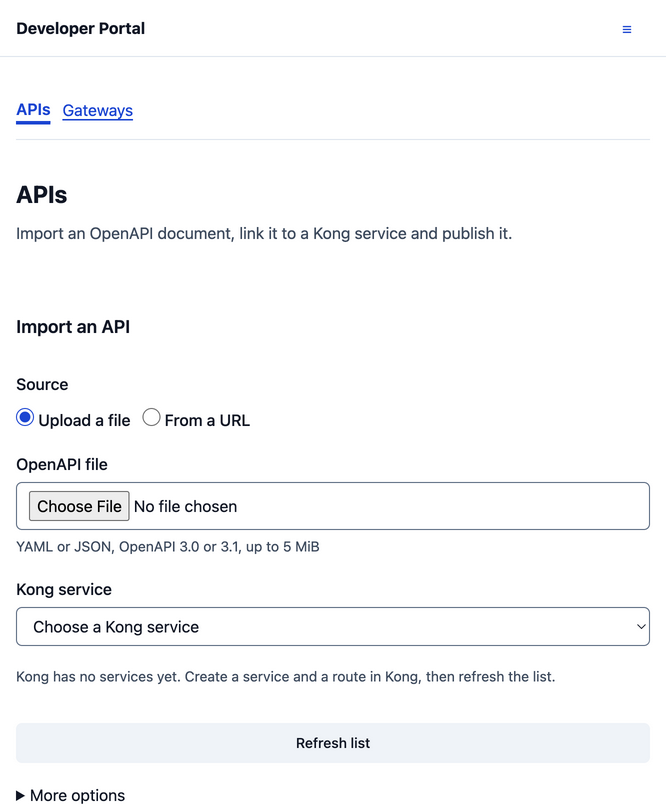 Developer Portal
APIs Gateways
APIs
Import an OpenAPI document, link it to a Kong service and publish it.
Import an API
Source
Upload a file From a URL
OpenAPI file
Choose File No file chosen
YAML or JSON, OpenAPI 3.0 or 3.1, up to 5 MiB
Kong service
Choose a Kong service
Kong has no services yet. Create a service and a route in Kong, then refresh the list.
Refresh list
More options